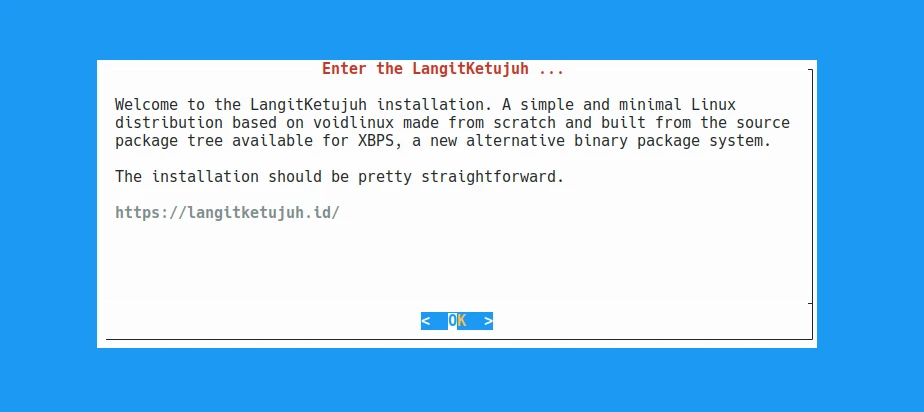 Enter the LangitKetujuh ...
Welcome to the LangitKetujuh installation. A simple and minimal Linux
distribution based on voidlinux made from scratch and built from the source
package tree available for XBPS, a new alternative binary package system.
The installation should be pretty straightforward.
https://langitketujuh.id/
< OK >